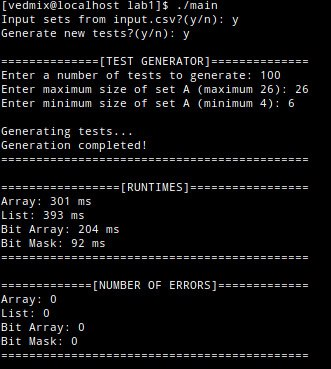 [vedmix@localhost lab1]$ ./main
Input sets from input.csv?(y/n): y
Generate new tests?(y/n): y
==============[TEST GENERATOR]==============
Enter a number of tests to generate: 100
Enter maximum size of set A (maximum 26): 26
Enter minimum size of set A (minimum 4): 6
Generating tests...
Generation completed!
============================================
=================[RUNTIMES]=================
Array: 301 ms
List: 393 ms
Bit Array: 204 ms
Bit Mask: 92 ms
============================================
=============[NUMBER OF ERRORS]=============
Array: 0
List: 0
Bit Array: 0
Bit Mask: 0
============================================